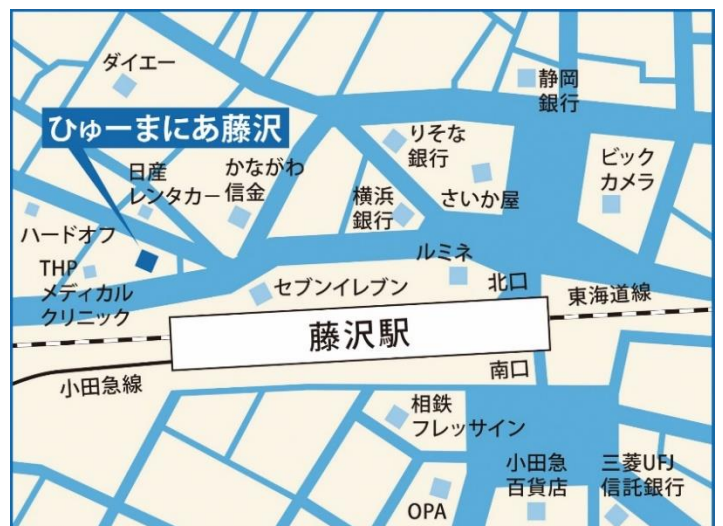 ダイエー
静岡
銀行
ひゅーまにあ藤沢
りそな
銀行
日産
レンタカー
かながわ
信金
横浜
銀行
さいか屋
ビック
カメラ
ハードオフ
THP
メディカル
クリニック
セブンイレブン
ルミネ
北口
東海道線
藤沢駅
小田急線
南口
相鉄
フレッサイン
小田急
百貨店
三菱UFJ
信託銀行
OPA